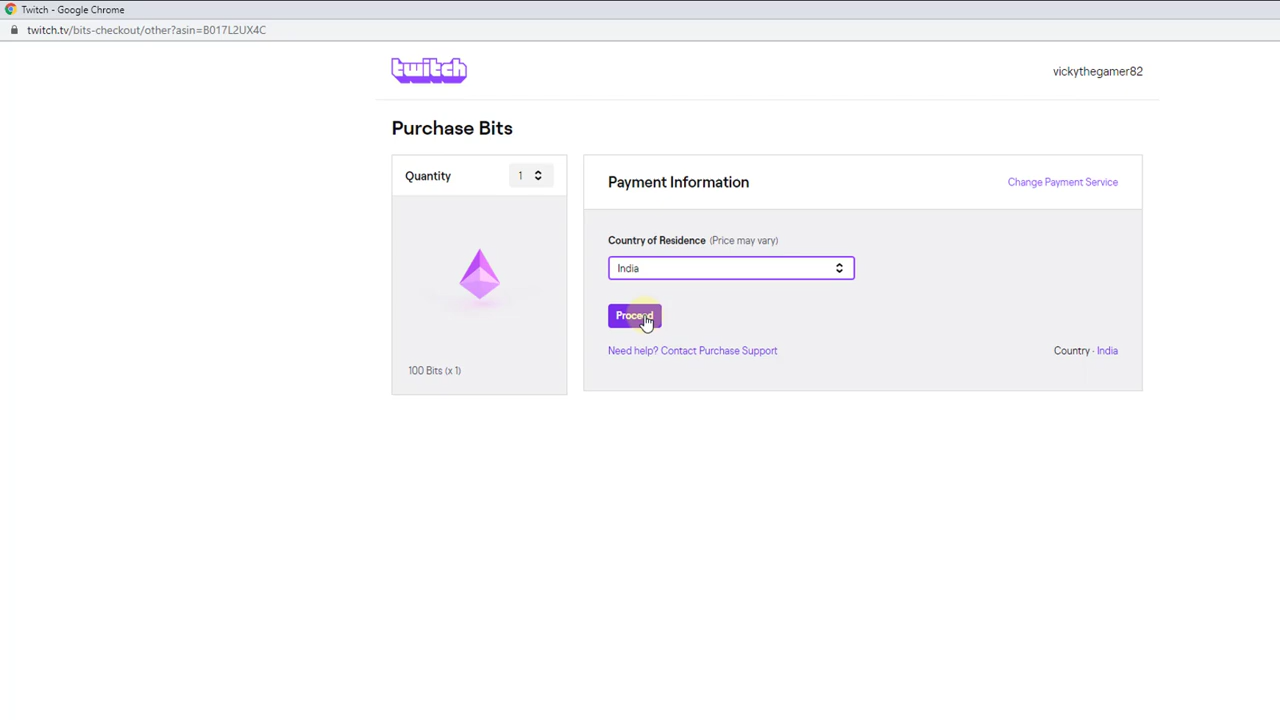 Twitch - Google Chrome
twitch.tv/bits-checkout/other?asin=B017L2UX4C
twitch
vickythegamer82
Purchase Bits
Quantity
1
Payment Information
Change Payment Service
Country of Residence (Price may vary)
India
Proceed
Need help? Contact Purchase Support
Country · India
100 Bits (x 1)